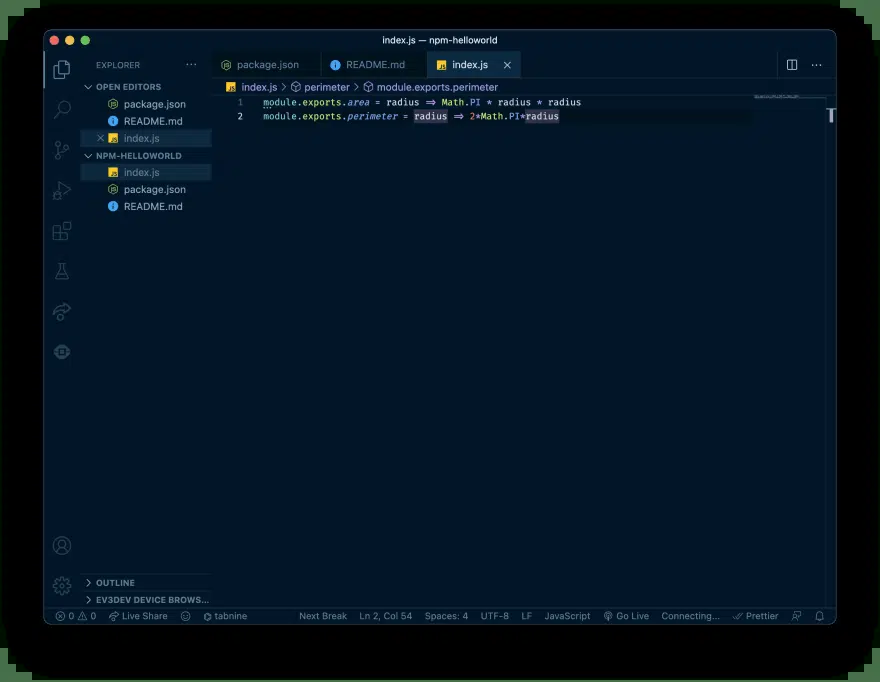 index.js — npm-helloworld
EXPLORER
package.json
README.md
index.js
OPEN EDITORS
package.json
README.md
index.js
NPM-HELLOWORLD
index.js
package.json
README.md
OUTLINE
EV3DEV DEVICE BROWS...
index.js > perimeter > module.exports.perimeter
1 module.exports.area = radius => Math.PI * radius * radius
2 module.exports.perimeter = radius => 2*Math.PI*radius
0 0 Live Share tabnine Next Break Ln 2, Col 54 Spaces: 4 UTF-8 LF JavaScript Go Live Connecting... Prettier